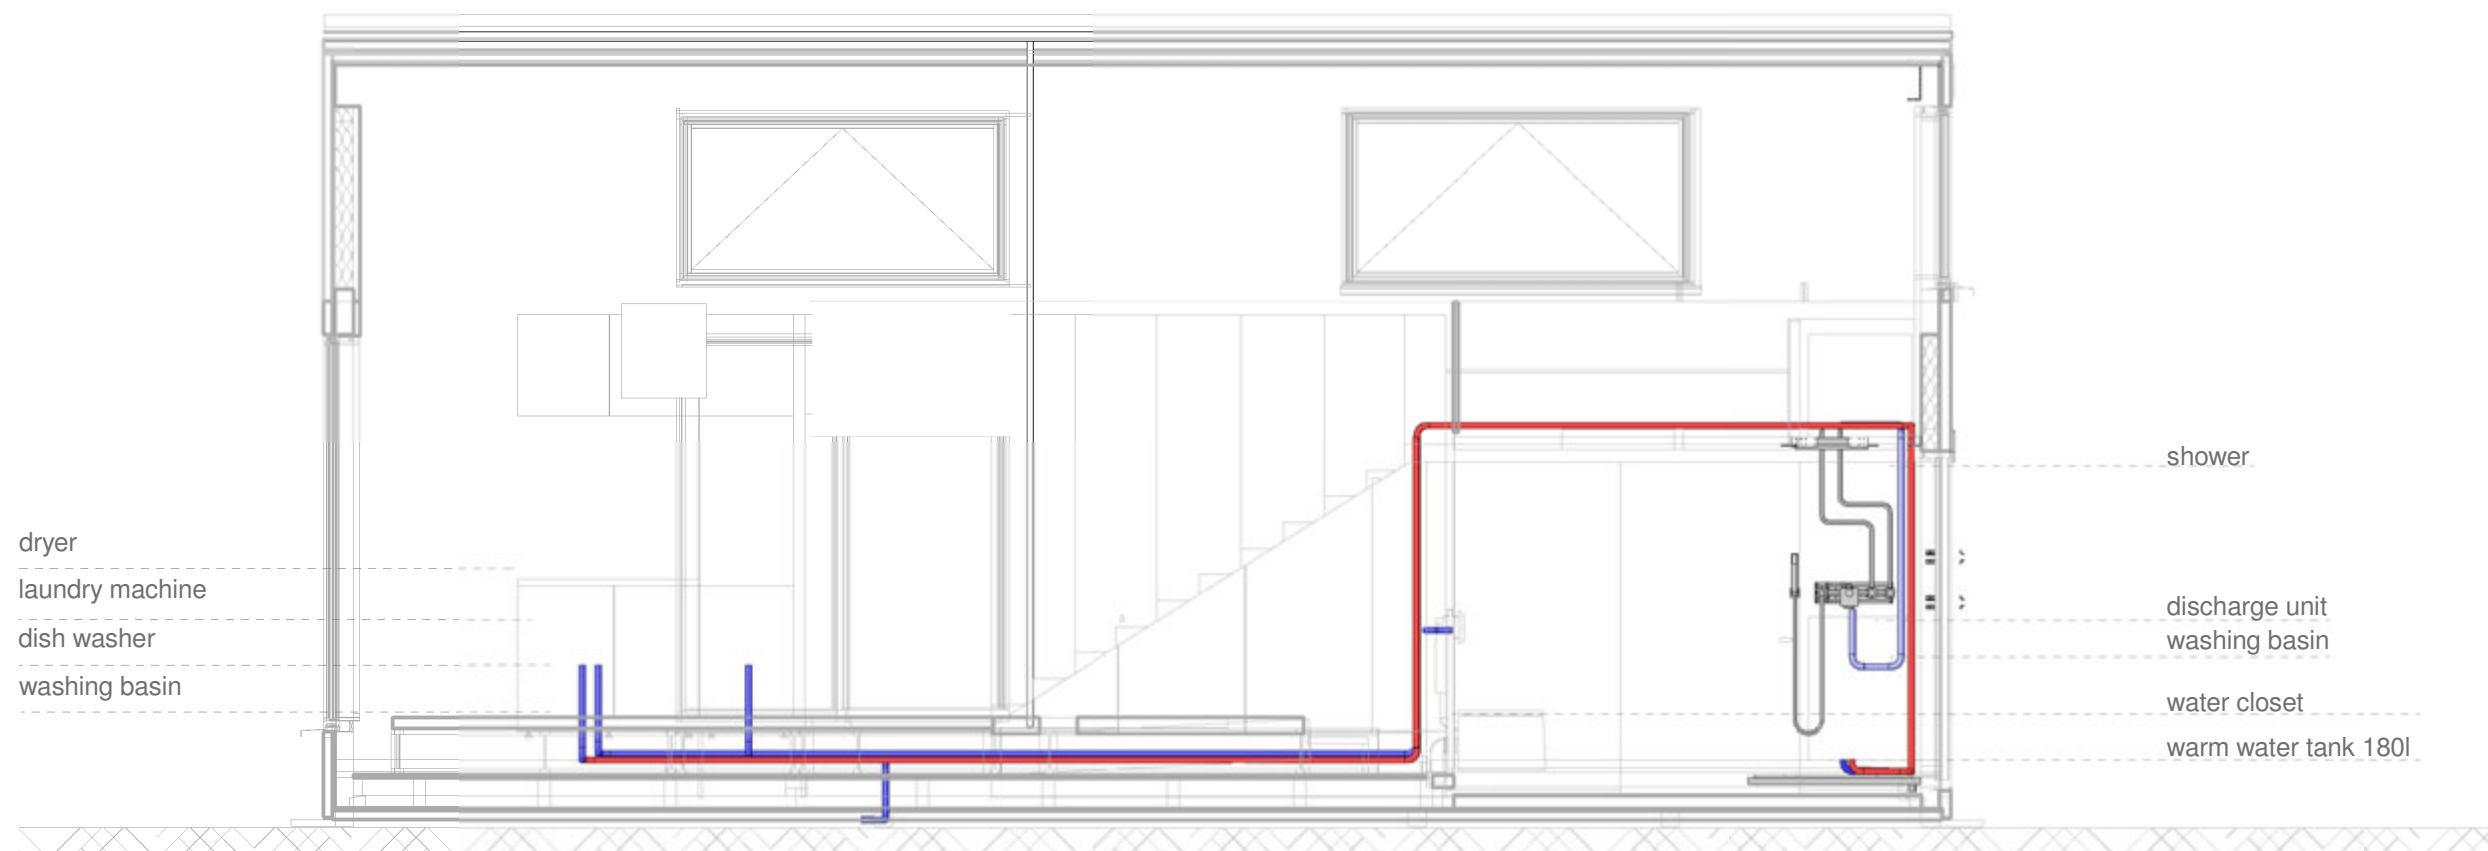 dryer
laundry machine
dish washer
washing basin
shower
discharge unit
washing basin
water closet
warm water tank 180l